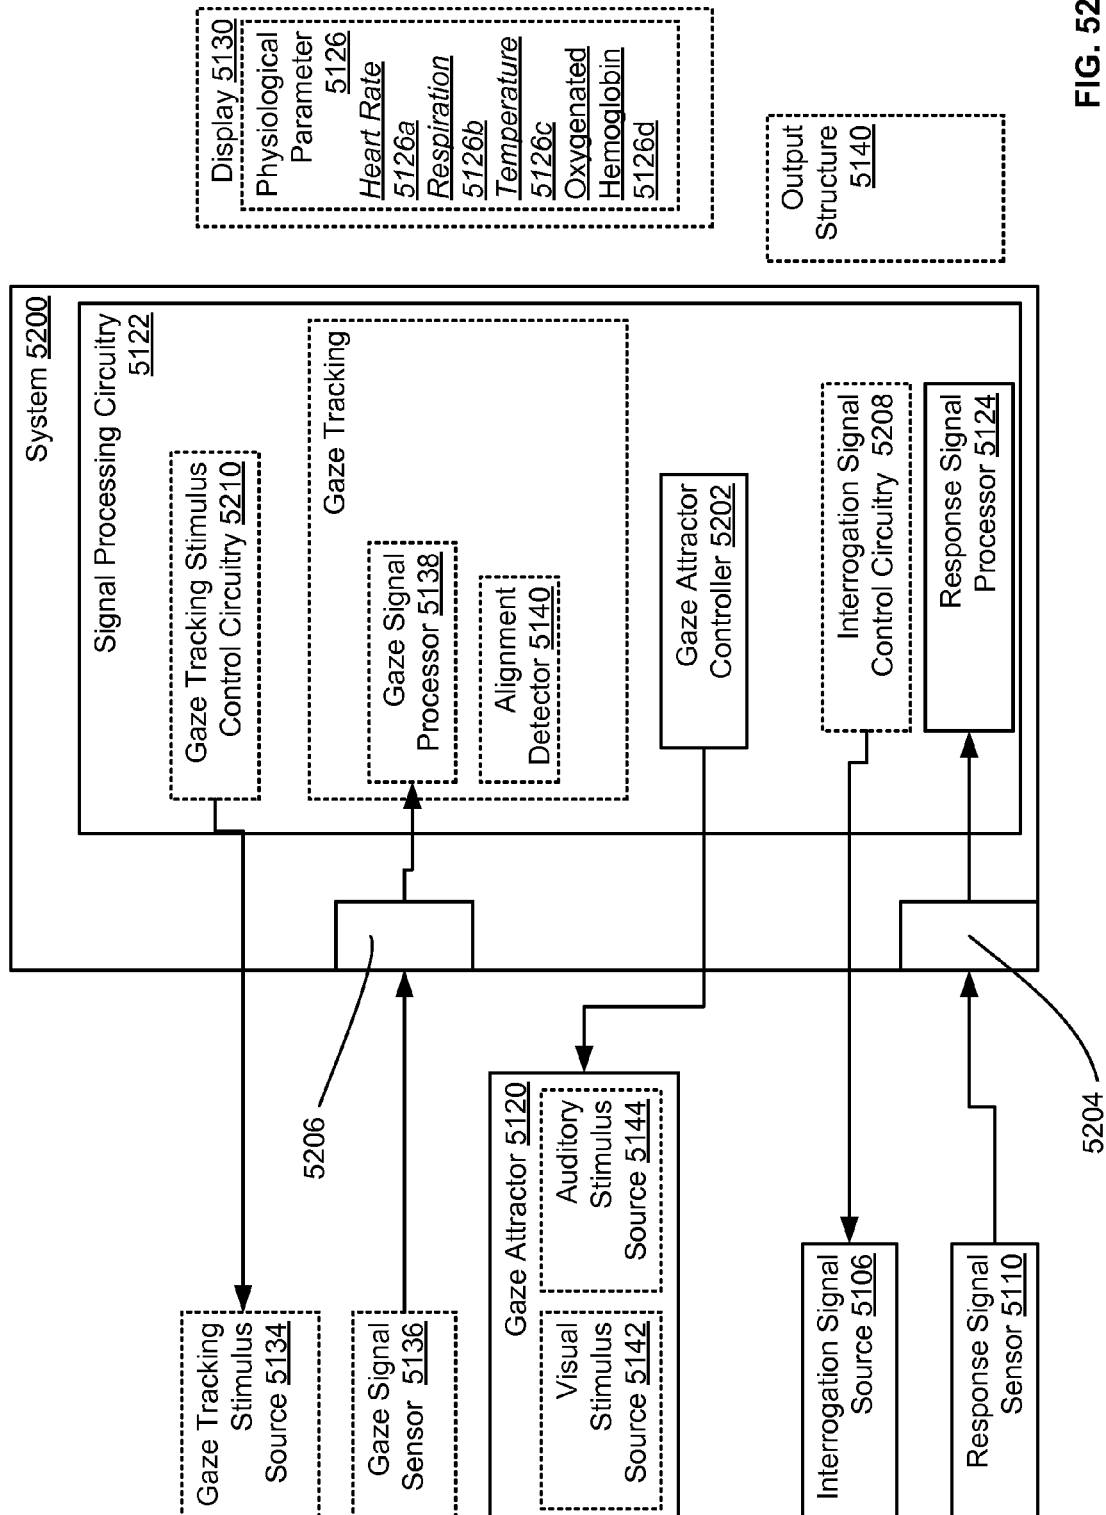 System 5200
Signal Processing Circuitry
5122
Gaze Tracking Stimulus
Control Circuitry 5210
Gaze Tracking
Gaze Signal
Processor 5138
Alignment
Detector 5140
Gaze Attractor
Controller 5202
Interrogation Signal
Control Circuitry 5208
Response Signal
Processor 5124
Display 5130
Physiological
Parameter
5126
Heart Rate
5126a
Respiration
5126b
Temperature
5126c
Oxygenated
Hemoglobin
5126d
Output
Structure
5140
Gaze Tracking
Stimulus
Source 5134
Gaze Signal
Sensor 5136
5206
Gaze Attractor 5120
Visual
Stimulus
Source 5142
Auditory
Stimulus
Source 5144
Interrogation Signal
Source 5106
Response Signal
Sensor 5110
5204
FIG. 52